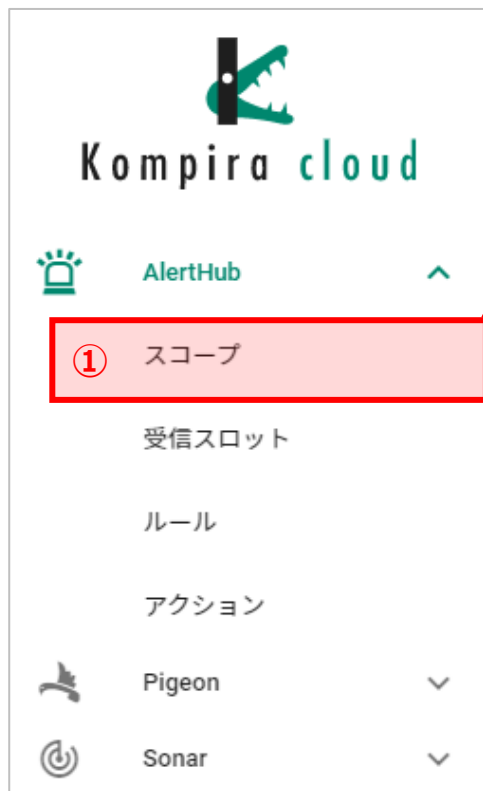 Kompira cloud
AlertHub
① スコープ
受信スロット
ルール
アクション
Pigeon
Sonar